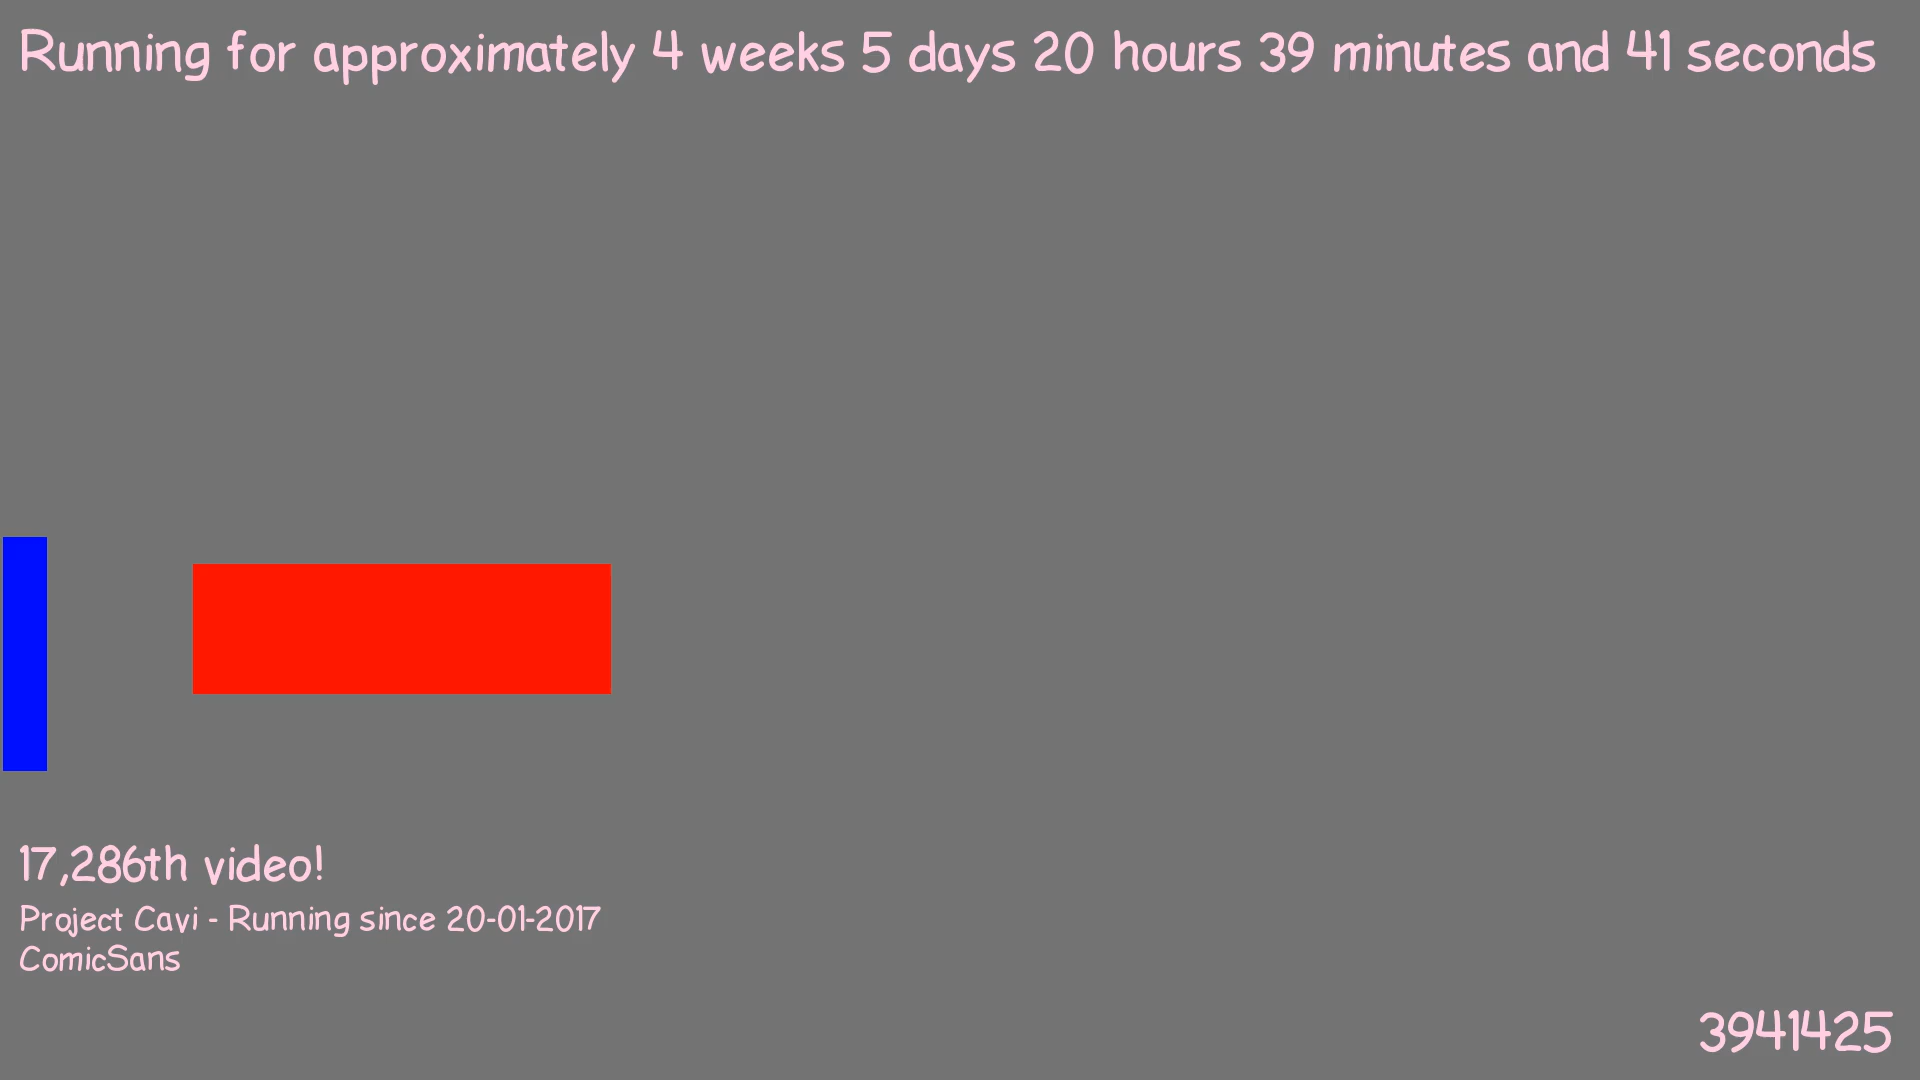 Running for approximately 4 weeks 5 days 20 hours 39 minutes and 41 seconds
17,286th video!
Project Cavi - Running since 20-01-2017
ComicSans
3941425